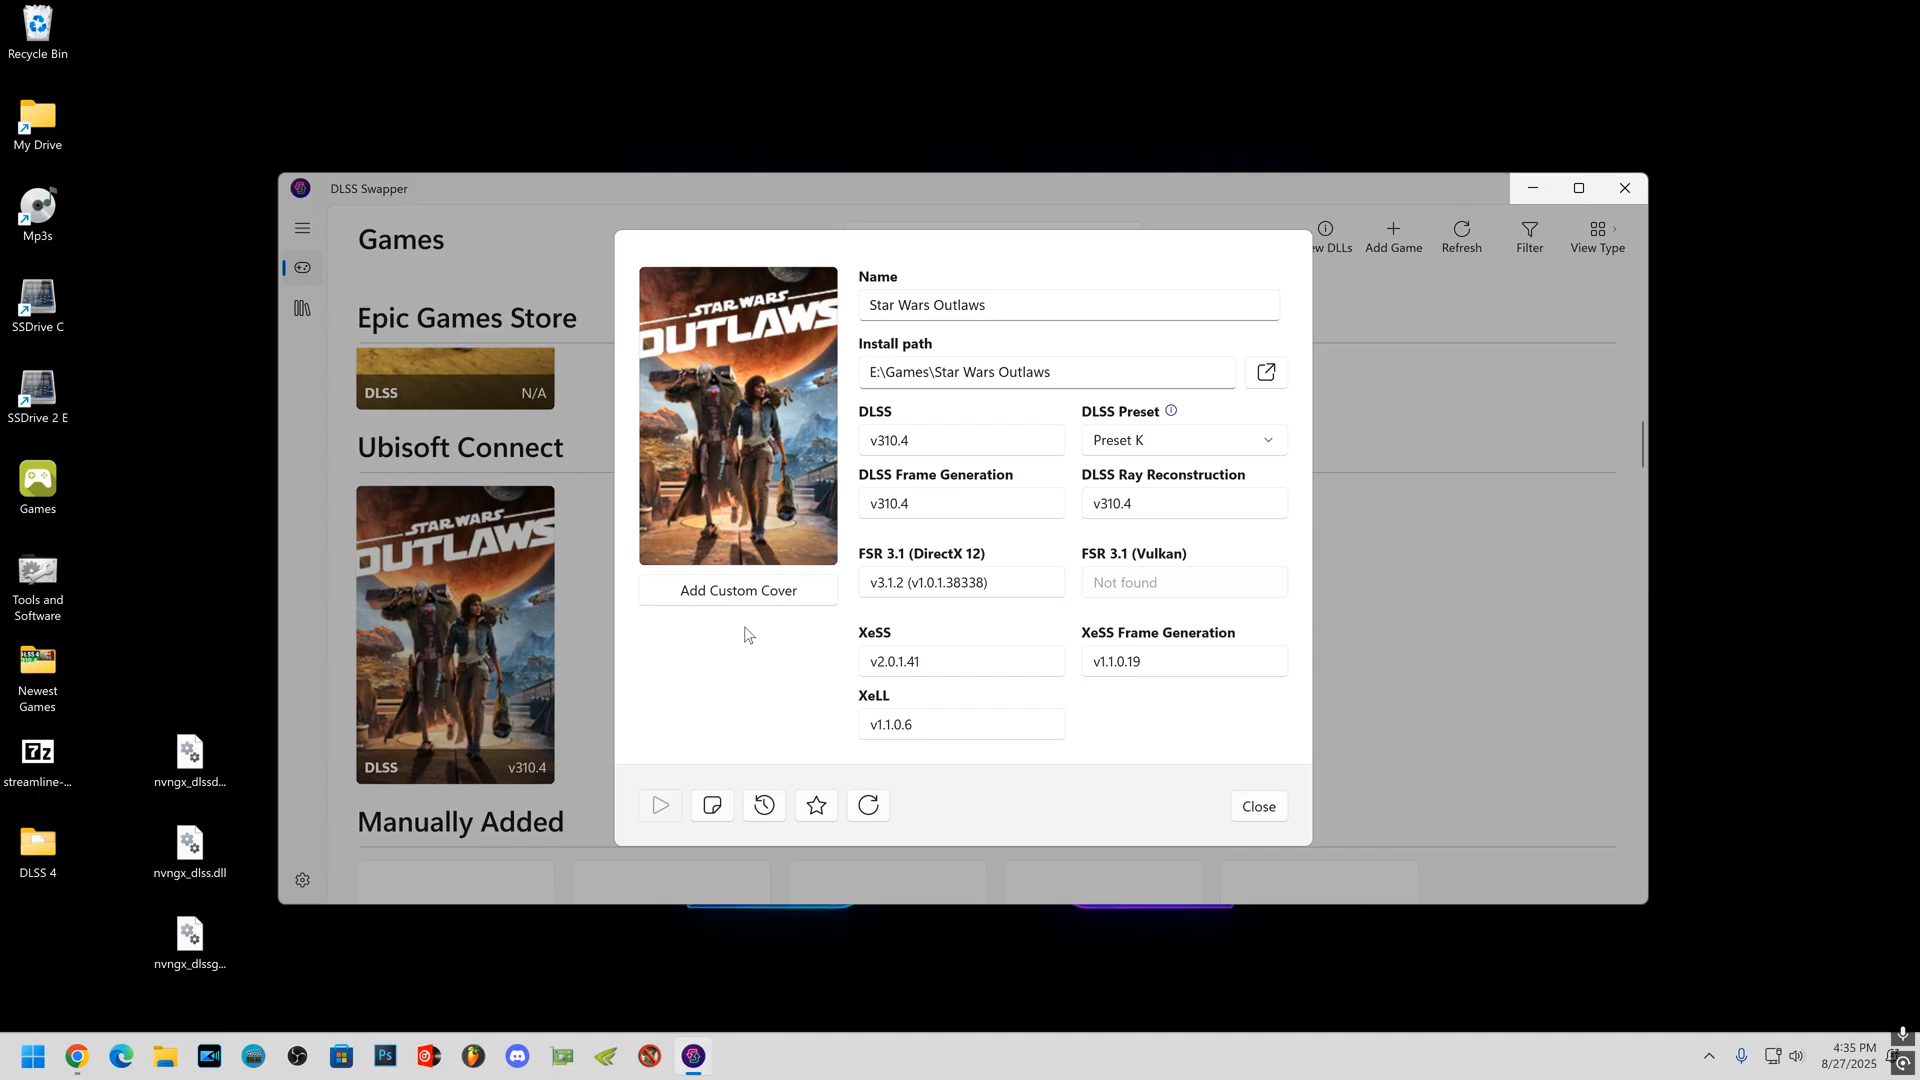 Recycle Bin
My Drive
Mp3s
SSDrive C
SSDrive 2 E
Games
Tools and
Software
Newest
Games
streamline-...
DLSS 4
nvngx_dlssd...
nvngx_dlss.dll
nvngx_dlssg...
DLSS Swapper
Games
ew DLLs
Add Game
Refresh
Filter
View Type
Epic Games Store
DLSS N/A
Ubisoft Connect
STAR WARS
OUTLAWS
DLSS v310.4
Manually Added
STAR WARS
OUTLAWS
Add Custom Cover
Name
Star Wars Outlaws
Install path
E:\Games\Star Wars Outlaws
DLSS
v310.4
DLSS Preset
Preset K
DLSS Frame Generation
v310.4
DLSS Ray Reconstruction
v310.4
FSR 3.1 (DirectX 12)
v3.1.2 (v1.0.1.38338)
FSR 3.1 (Vulkan)
Not found
XeSS
v2.0.1.41
XeSS Frame Generation
v1.1.0.19
XeLL
v1.1.0.6
Close
Ps
4:35 PM
8/27/2025